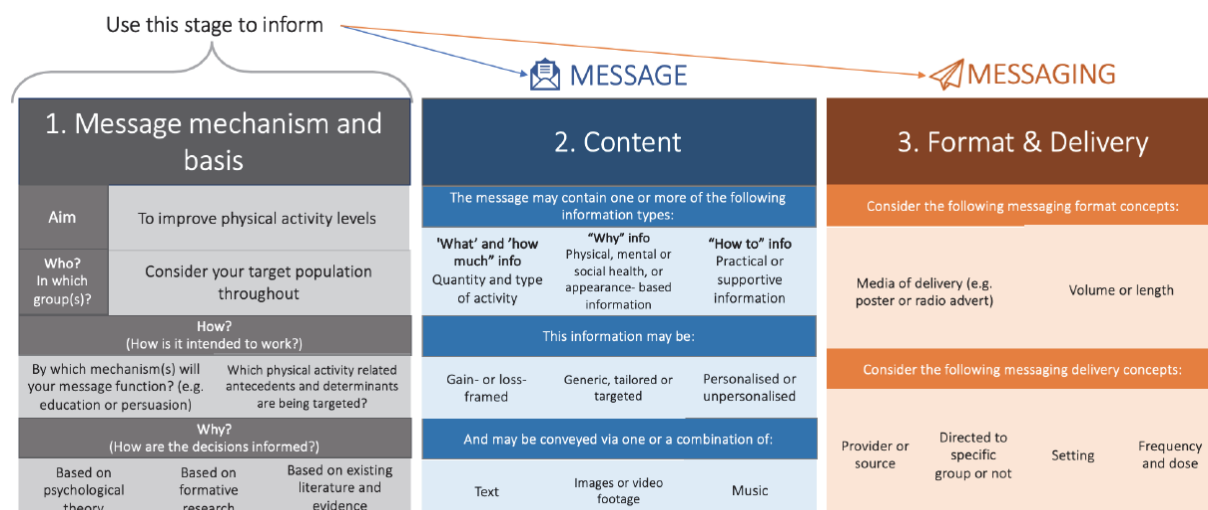 Use this stage to inform
MESSAGE
MESSAGING
1. Message mechanism and
basis
Aim
To improve physical activity levels
Who?
In which
group(s)?
Consider your target population
throughout
How?
(How is it intended to work?)
By which mechanism(s) will
your message function? (e.g.
education or persuasion)
Which physical activity related
antecedents and determinants
are being targeted?
Why?
(How are the decisions informed?)
Based on
psychological
theory
Based on
formative
research
Based on existing
literature and
evidence
2. Content
The message may contain one or more of the following
information types:
'What' and 'how
much" info
Quantity and type
of activity
“Why” info
Physical, mental or
social health, or
appearance- based
information
“How to” info
Practical or
supportive
information
This information may be:
Gain- or loss-
framed
Generic, tailored or
targeted
Personalised or
unpersonalised
And may be conveyed via one or a combination of:
Text
Images or video
footage
Music
3. Format & Delivery
Consider the following messaging format concepts:
Media of delivery (e.g.
poster or radio advert)
Volume or length
Consider the following messaging delivery concepts:
Provider or
source
Directed to
specific
group or not
Setting
Frequency
and dose